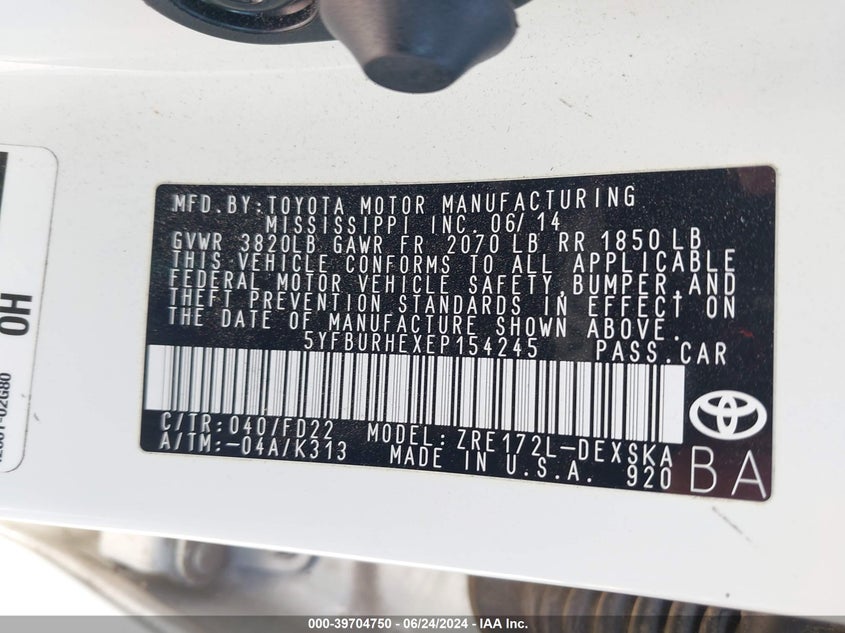 MFD.BY:TOYOTA MOTOR MANUFACTURING
MISSISSIPPI INC. 06/14
GVWR 3820LB GAWR FR 2070LB RR 1850LB
THIS VEHICLE CONFORMS TO ALL APPLICABLE
FEDERAL MOTOR VEHICLE SAFETY,BUMPER,AND
THEFT PREVENTION STANDARDS IN EFFECT ON
THE DATE OF MANUFACTURE SHOWN ABOVE.
5YFBURHEXEP154245 PASS.CAR
C/TR:040/FD22 MODEL:ZRE172L-DEXSKA
A/TM:-04A/K313 MADE IN U.S.A. 920
BA
OH
000-39704750 - 06/24/2024 - IAA Inc.